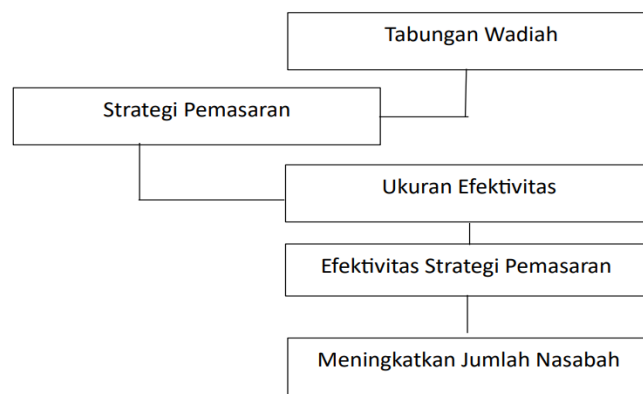 Tabungan Wadiah
Strategi Pemasaran
Ukuran Efektivitas
Efektivitas Strategi Pemasaran
Meningkatkan Jumlah Nasabah